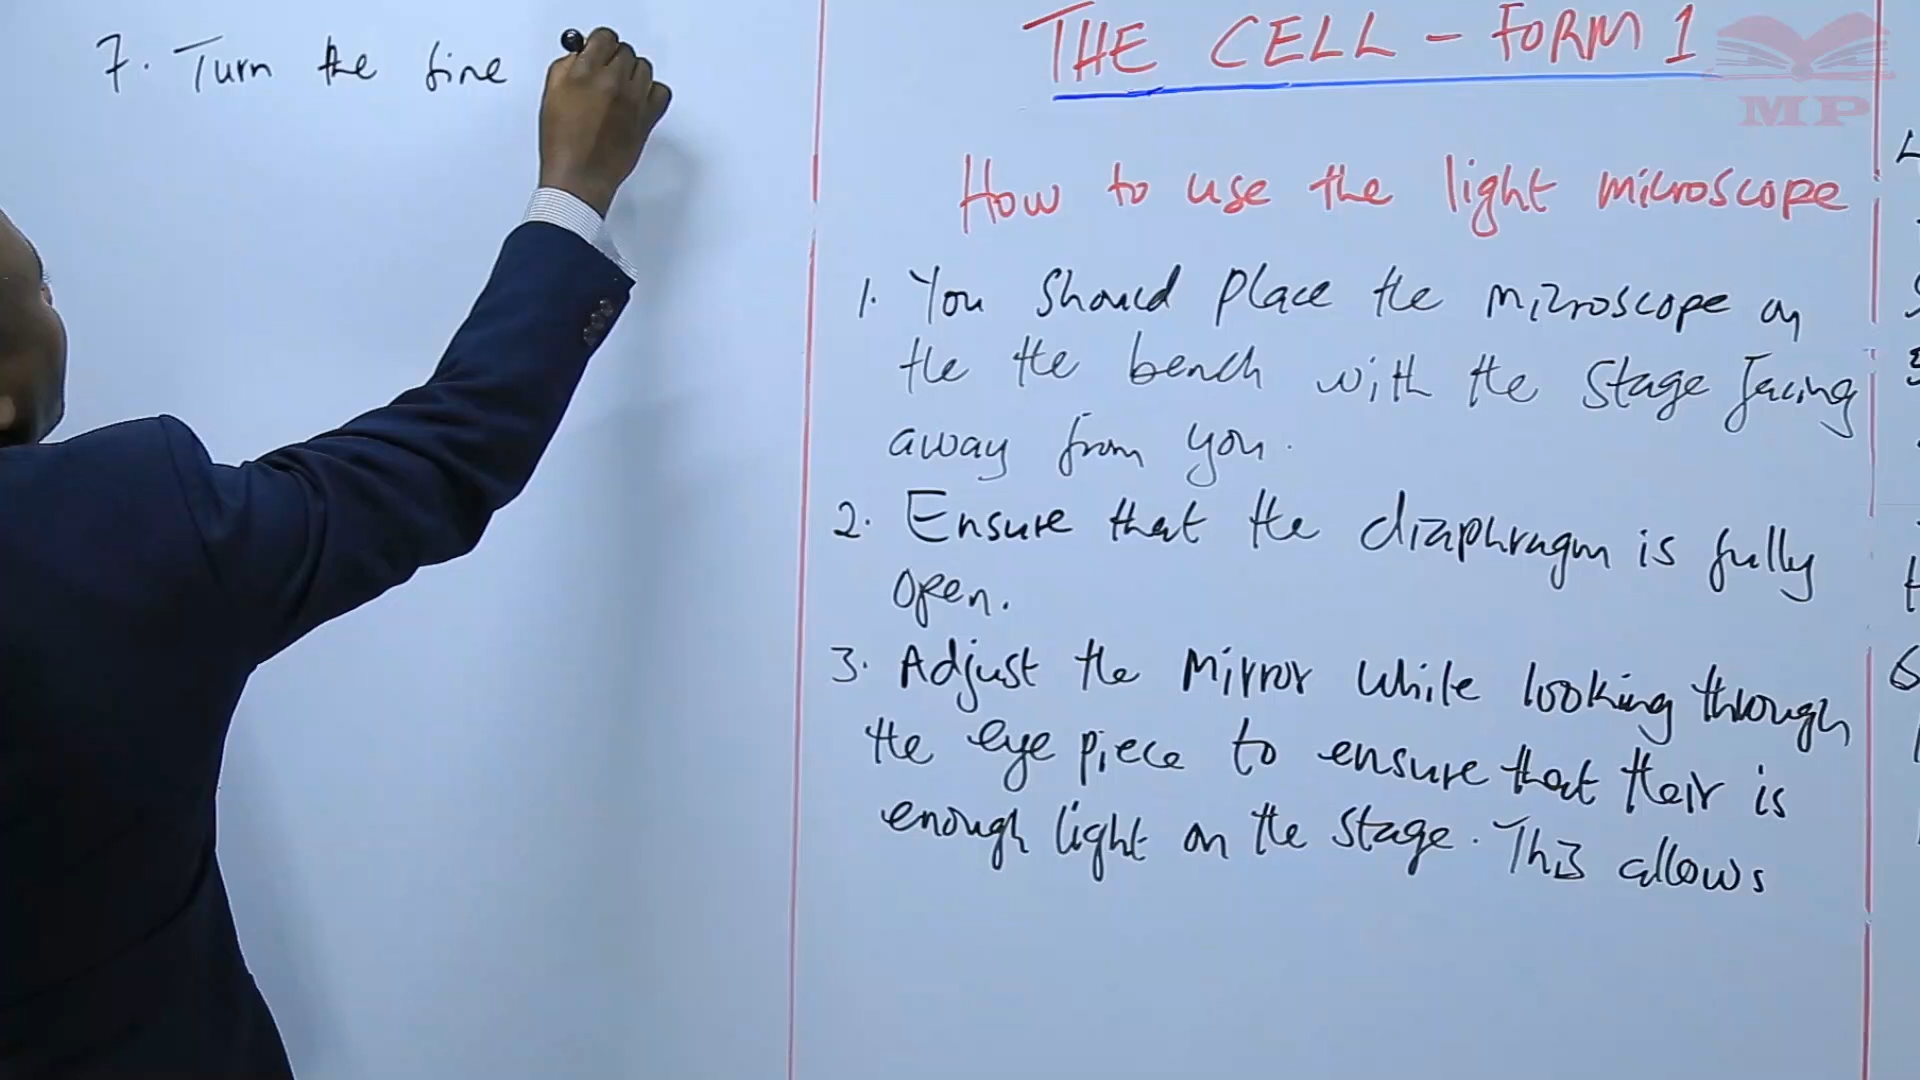 7. Turn the fine
THE CELL - FORM 1
MP
How to use the light microscope
1. You should place the microscope on
the the bench with the stage facing
away from you.
2. Ensure that the diaphragm is fully
open.
3. Adjust the mirror while looking through
the eye piece to ensure that their is
enough light on the stage. This allows